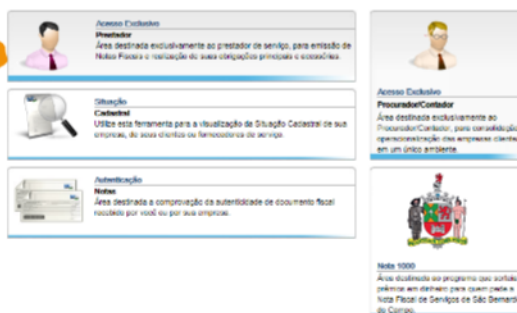 Acesso Exclusivo
Prestador
Área destinada exclusivamente ao prestador de serviço, para emissão de
Notas Fiscais e realização de suas obrigações principais e acessórias.
Situação
Cadastral
Utilize esta ferramenta para a visualização da Situação Cadastral de sua
empresa, de seus clientes ou fornecedores de serviço.
Autenticação
Notas
Área destinada a comprovação da autenticidade de documento fiscal
recebido por você ou por sua empresa.
Acesso Exclusivo
Procurador/Contador
Área destinada exclusivamente ao
Procurador/Contador, para consolidação
operacionalização das empresas cliente
em um único ambiente.
Nota 1000
Área destinada ao programa que sorteia
prêmios em dinheiro para quem pede a
Nota Fiscal de Serviços de São Bernardo
do Campo.